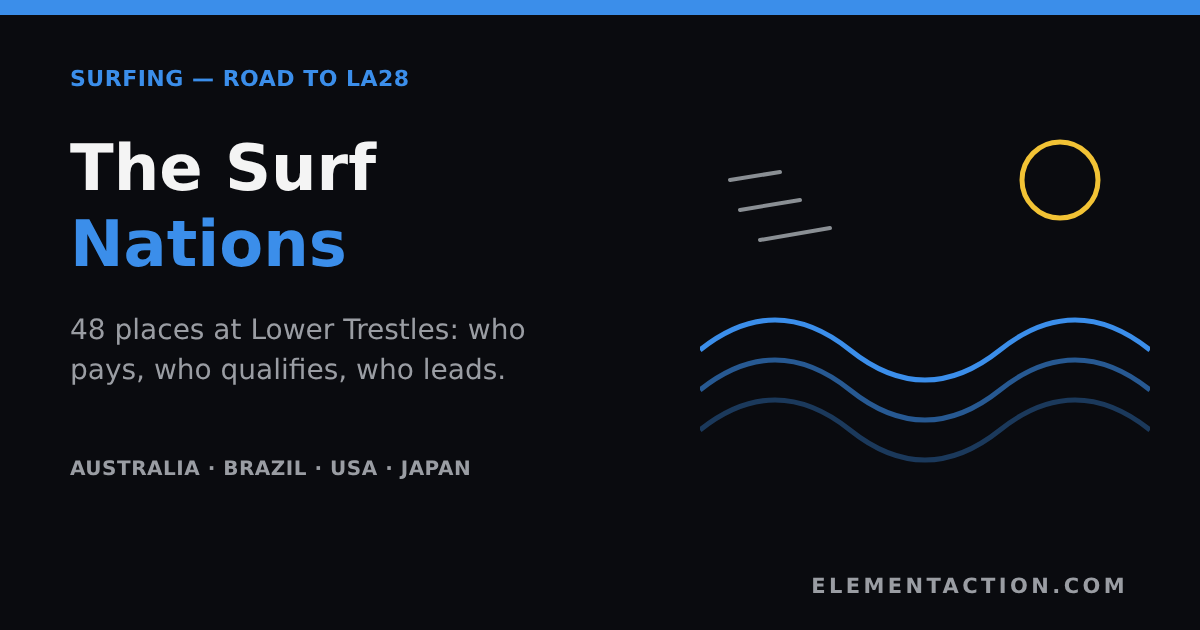 SURFING — ROAD TO LA28
The Surf
Nations
48 places at Lower Trestles: who
pays, who qualifies, who leads.
AUSTRALIA · BRAZIL · USA · JAPAN
ELEMENTACTION.COM